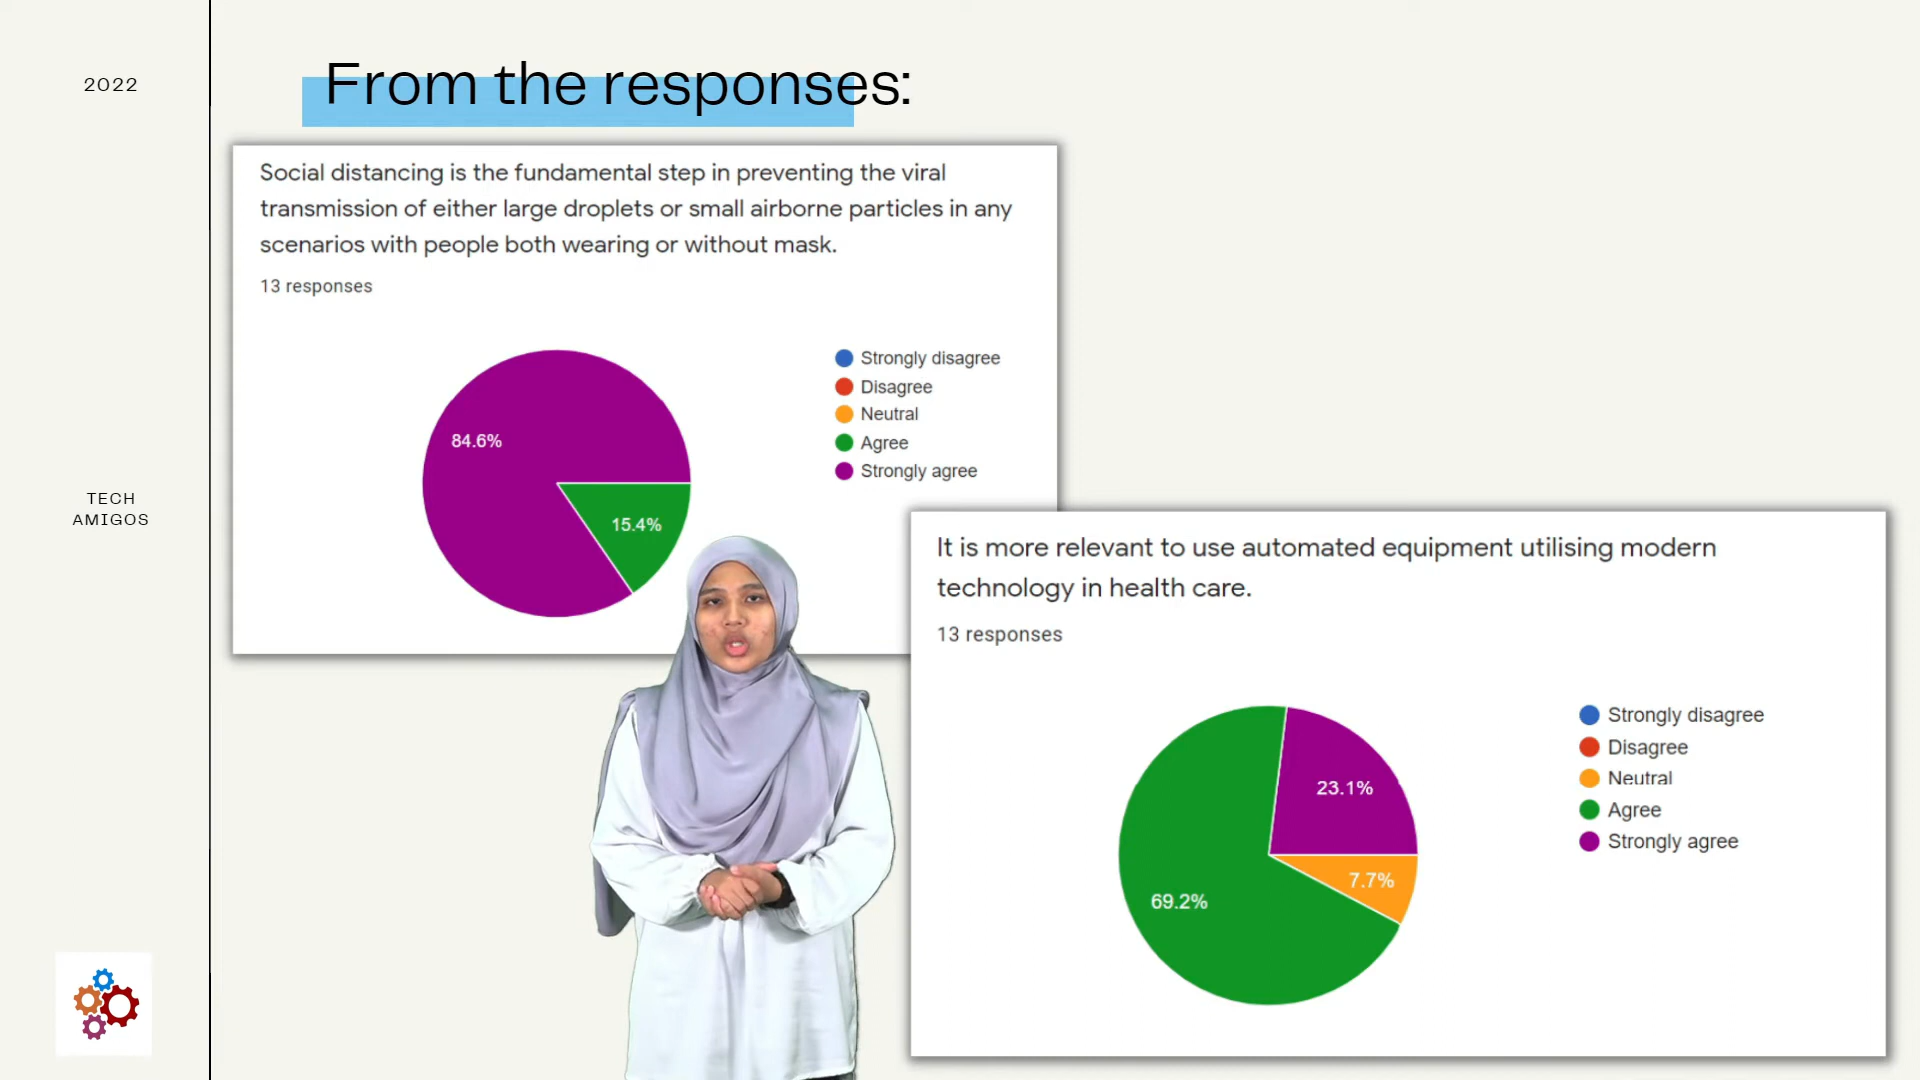 2022
From the responses:
Social distancing is the fundamental step in preventing the viral
transmission of either large droplets or small airborne particles in any
scenarios with people both wearing or without mask.
13 responses
84.6%
15.4%
Strongly disagree
Disagree
Neutral
Agree
Strongly agree
TECH
AMIGOS
It is more relevant to use automated equipment utilising modern
technology in health care.
13 responses
23.1%
7.7%
69.2%
Strongly disagree
Disagree
Neutral
Agree
Strongly agree